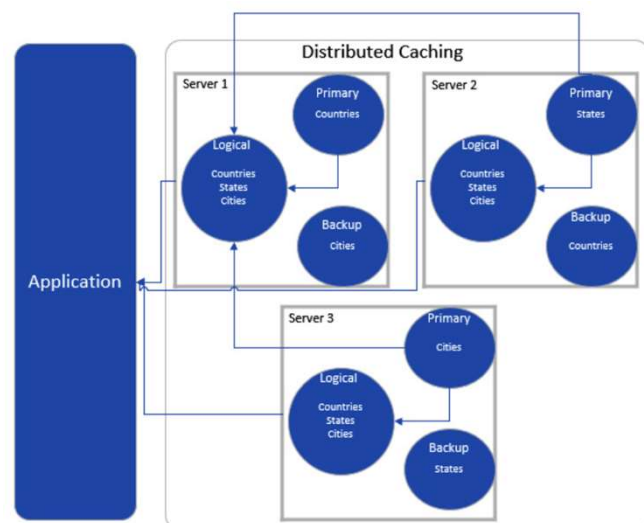 Distributed Caching
Server 1
Primary
Countries
Logical
Countries
States
Cities
Backup
Cities
Server 2
Primary
States
Logical
Countries
States
Cities
Backup
Countries
Application
Server 3
Primary
Cities
Logical
Countries
States
Cities
Backup
States